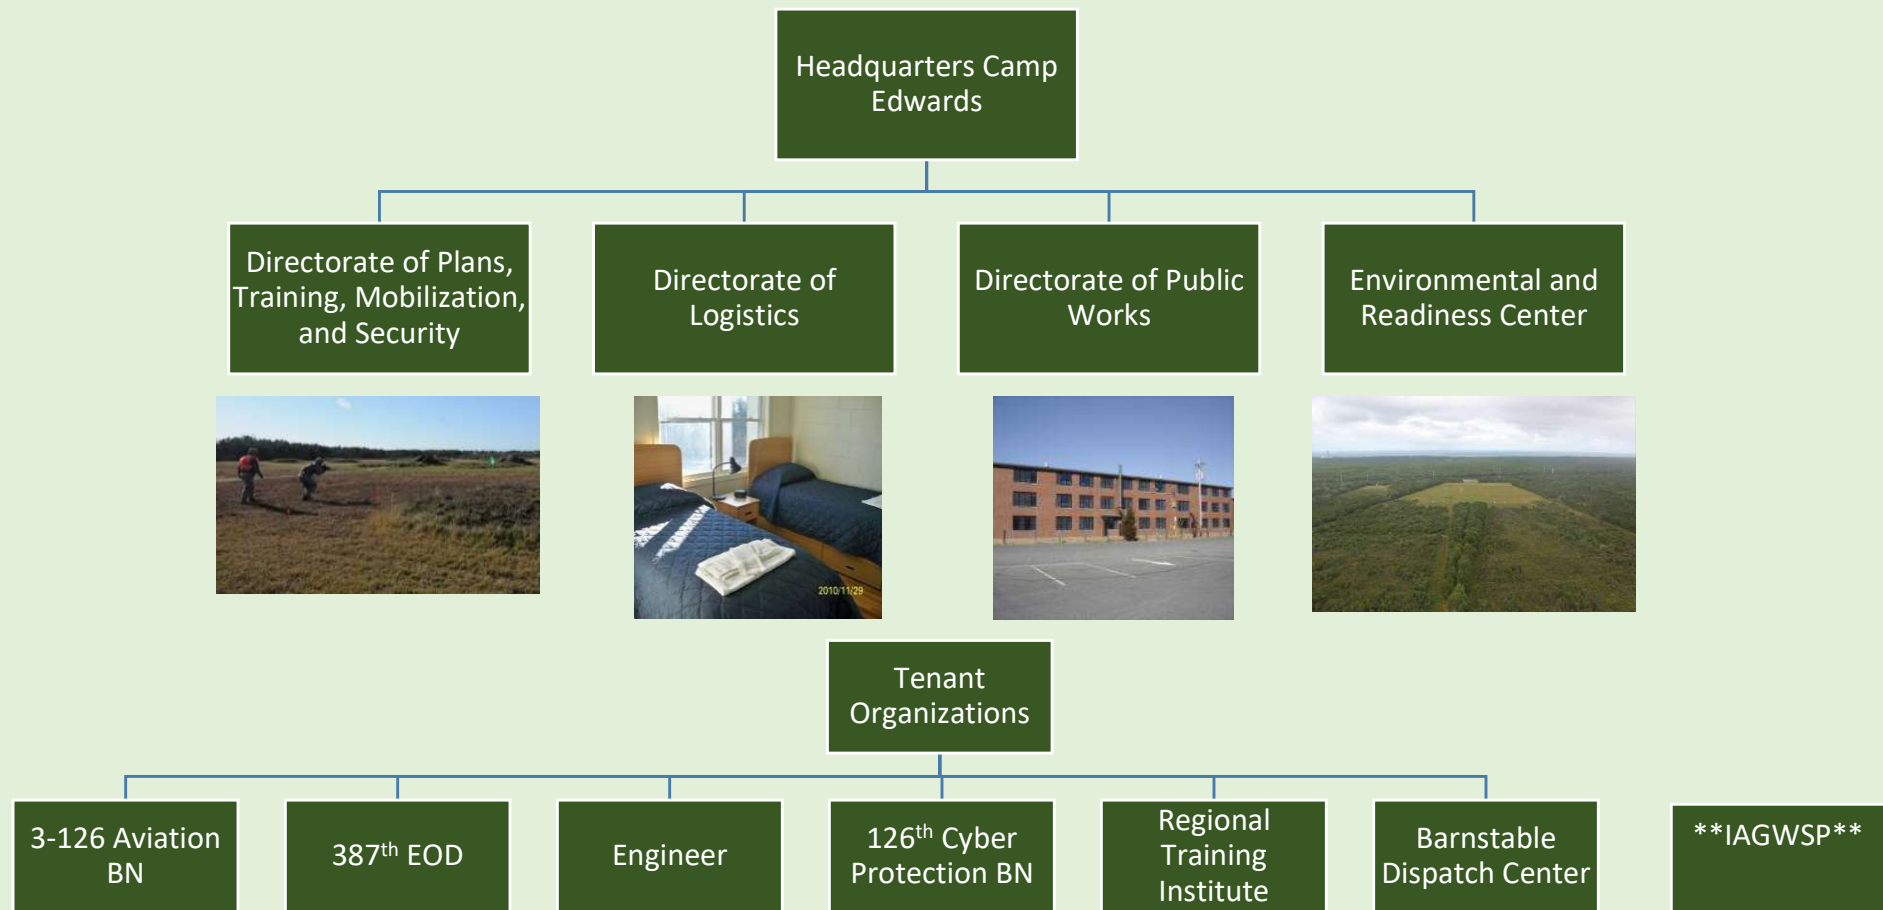 Headquarters Camp
Edwards
Directorate of Plans,
Training, Mobilization,
and Security
Directorate of
Logistics
Directorate of Public
Works
Environmental and
Readiness Center
2010/11/29
Tenant
Organizations
3-126 Aviation
BN
387th EOD
Engineer
126th Cyber
Protection BN
Regional
Training
Institute
Barnstable
Dispatch Center
**IAGWSP**